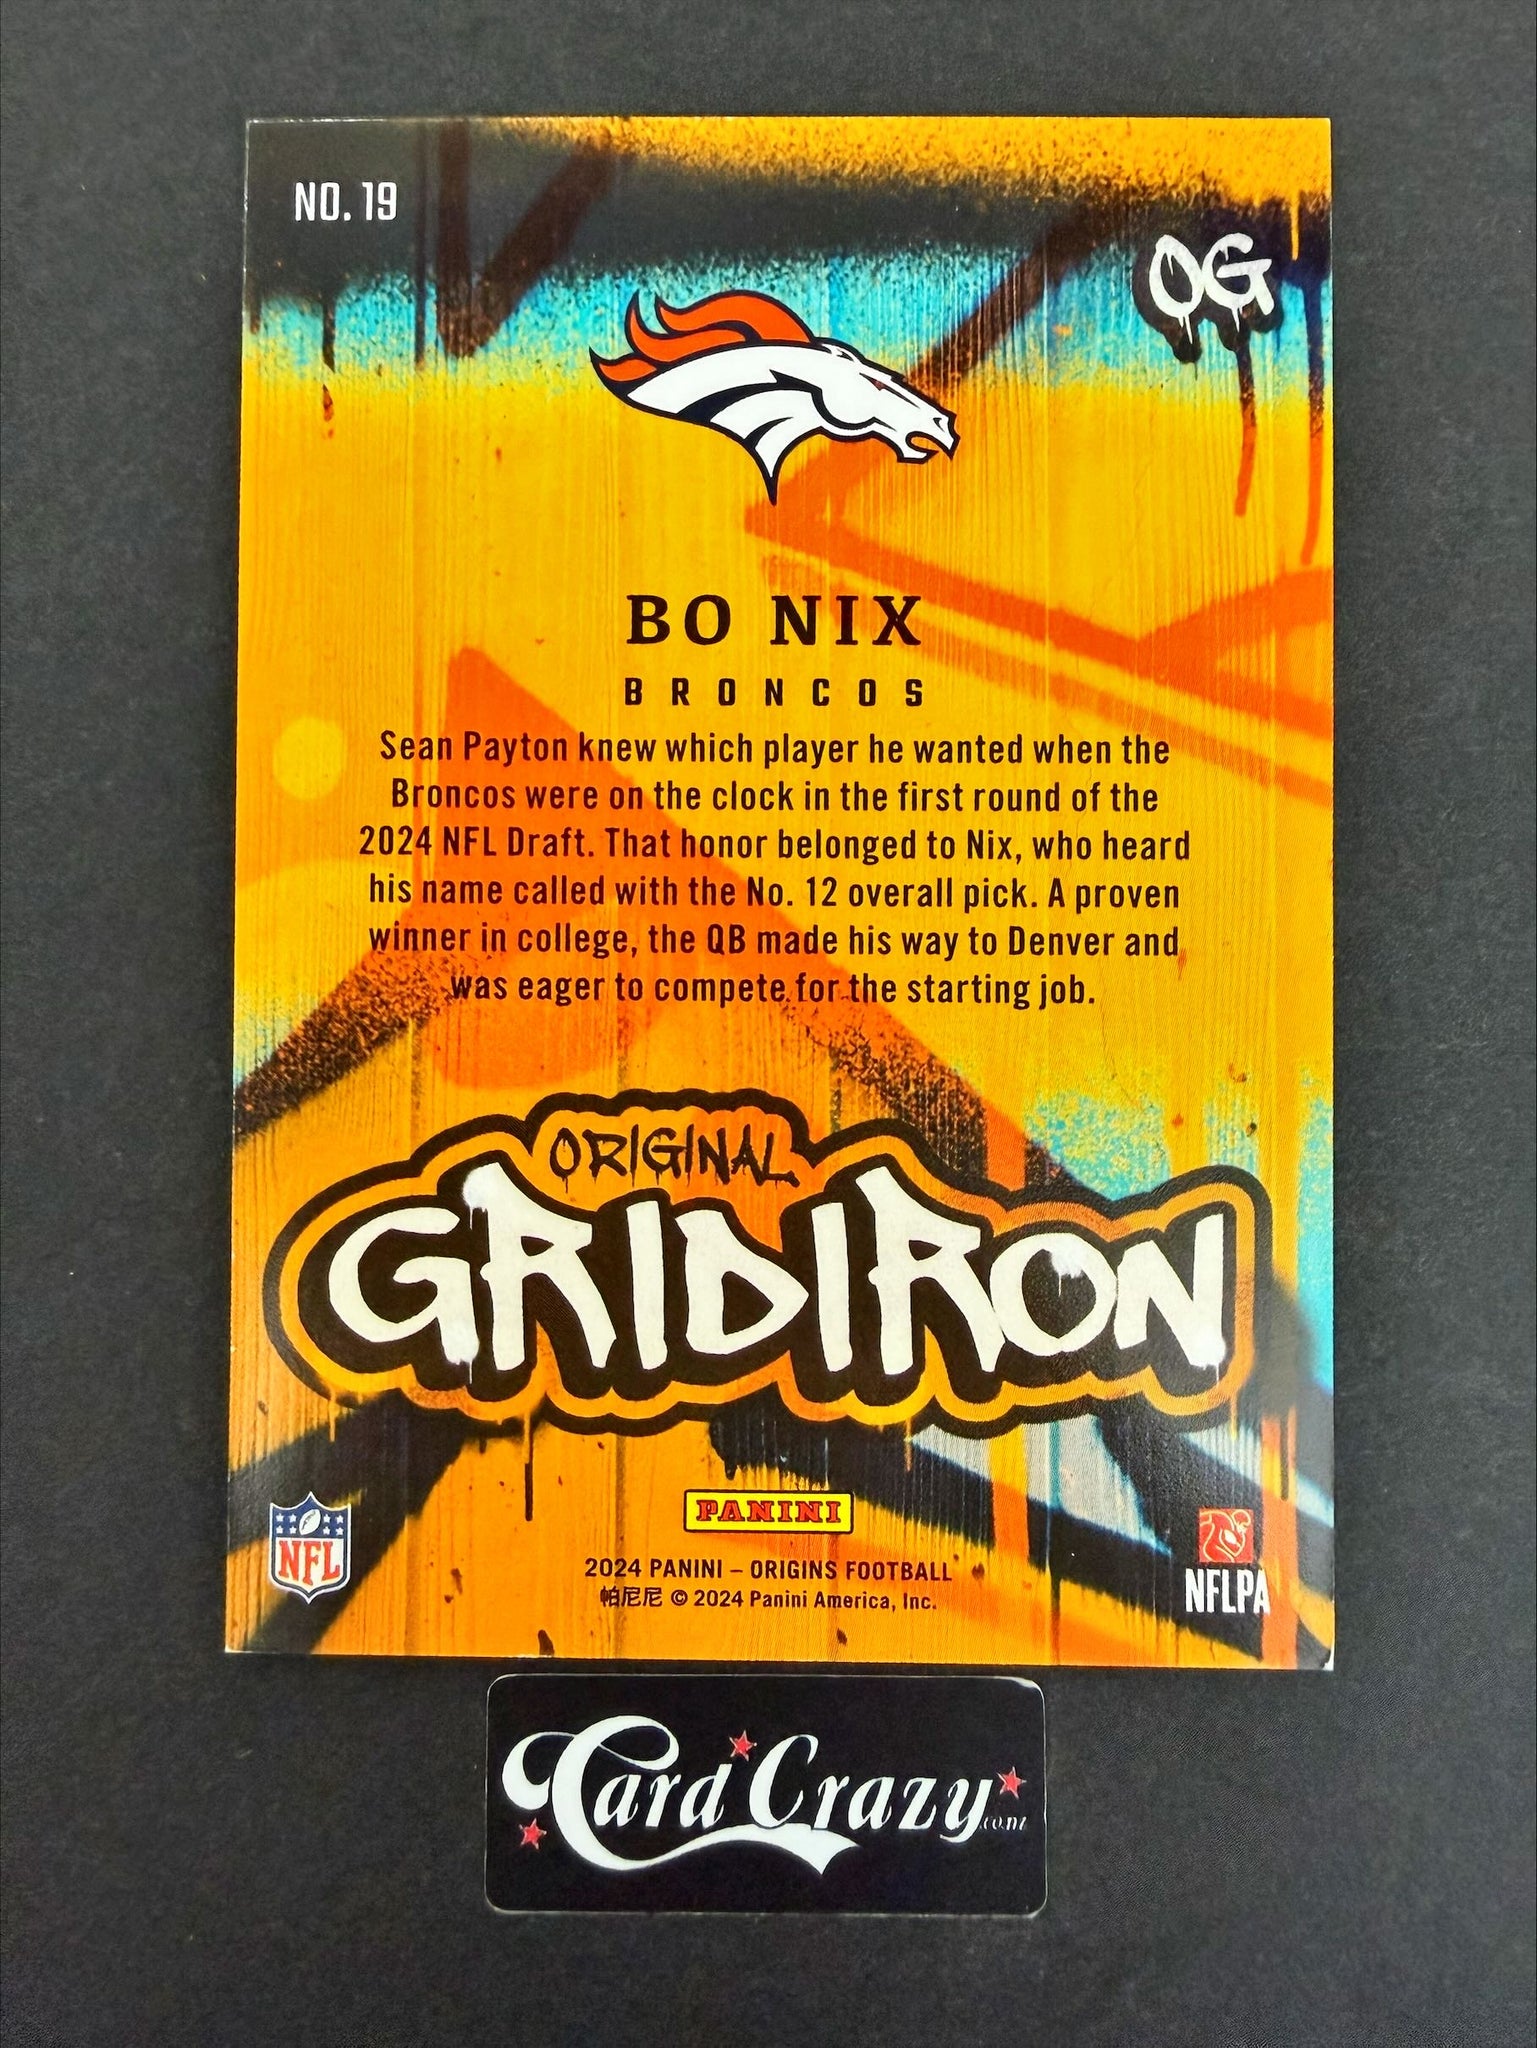 NO. 19
OG
BO NIX
BRONCOS
Sean Payton knew which player he wanted when the
Broncos were on the clock in the first round of the
2024 NFL Draft. That honor belonged to Nix, who heard
his name called with the No. 12 overall pick. A proven
winner in college, the QB made his way to Denver and
was eager to compete for the starting job.
ORIGINAL
GRIDIRON
PANINI
NFL
2024 PANINI – ORIGINS FOOTBALL
帕尼尼 © 2024 Panini America, Inc.
NFLPA
Card Crazy